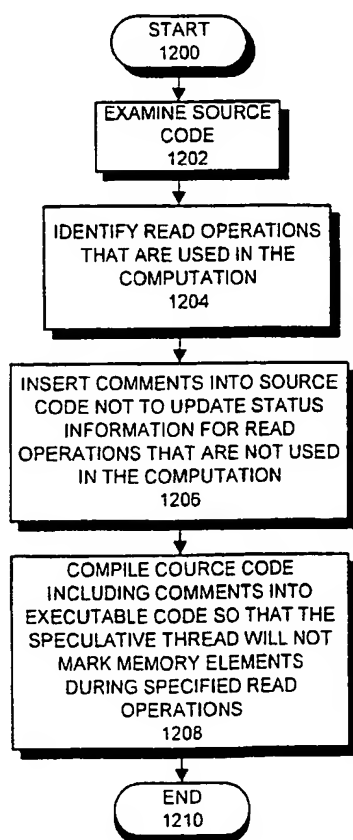 START
1200
EXAMINE SOURCE
CODE
1202
IDENTIFY READ OPERATIONS
THAT ARE USED IN THE
COMPUTATION
1204
INSERT COMMENTS INTO SOURCE
CODE NOT TO UPDATE STATUS
INFORMATION FOR READ
OPERATIONS THAT ARE NOT USED
IN THE COMPUTATION
1206
COMPILE COURCE CODE
INCLUDING COMMENTS INTO
EXECUTABLE CODE SO THAT THE
SPECULATIVE THREAD WILL NOT
MARK MEMORY ELEMENTS
DURING SPECIFIED READ
OPERATIONS
1208
END
1210